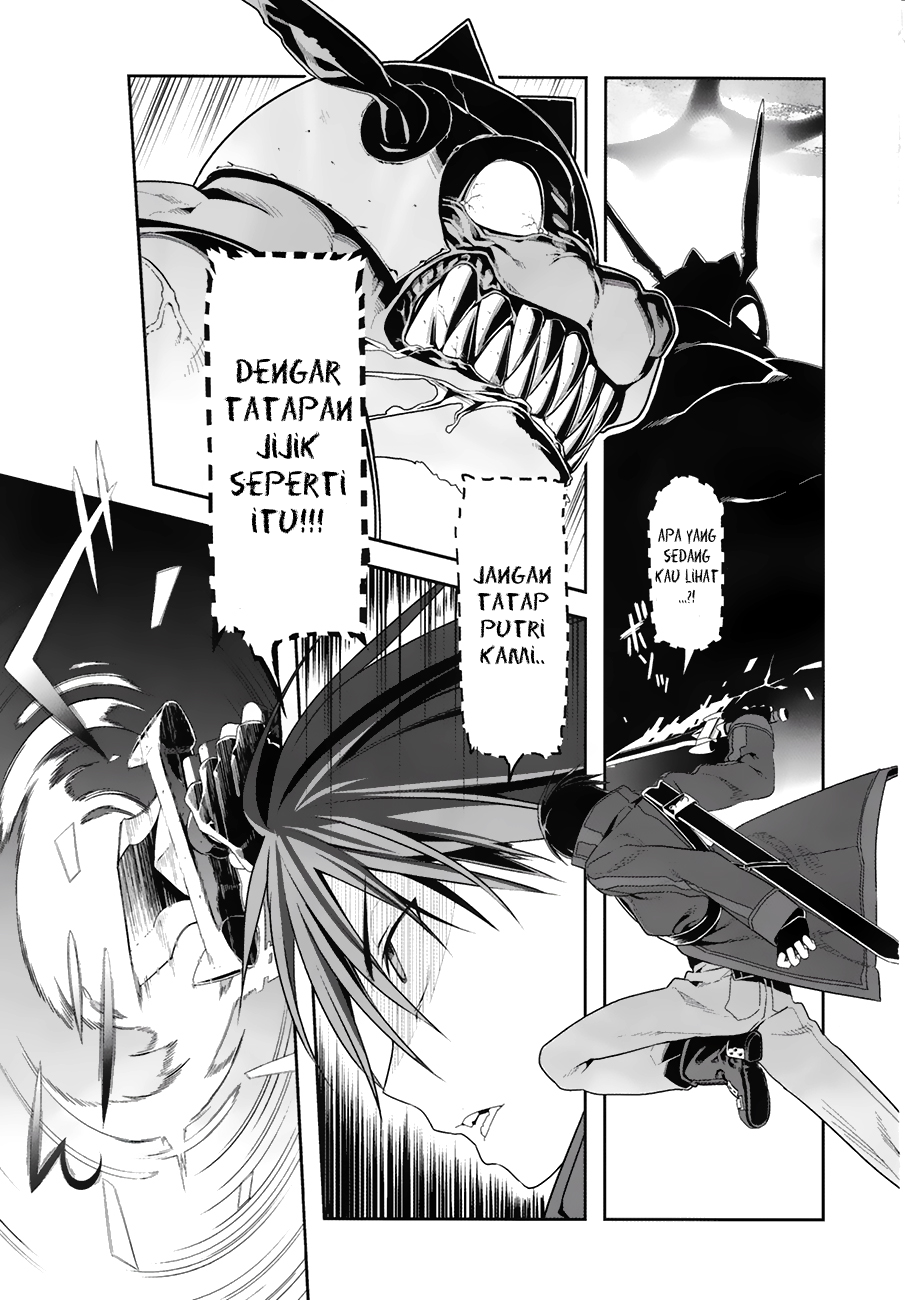 APA YANG
SEDANG
KAU LIHAT
...?!
JANGAN
TATAP
PUTRI
KAMI..
DENGAR
TATAPAN
JIJIK
SEPERTI
ITU!!!